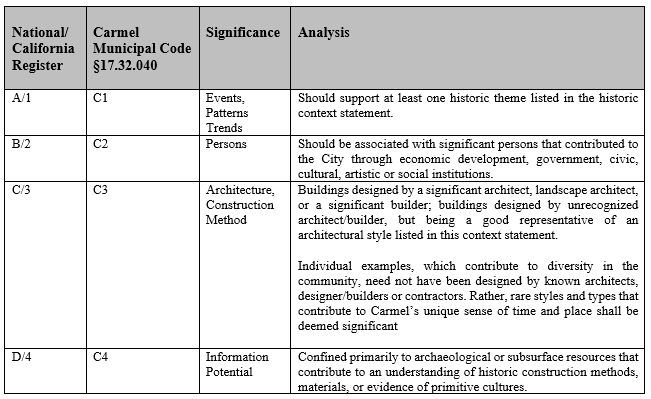 National/ California Register
Carmel Municipal Code §17.32.040
Significance
Analysis
A/1
C1
Events,
Patterns
Trends
Should support at least one historic theme listed in the historic
context statement.
B/2
C2
Persons
Should be associated with significant persons that contributed to
the City through economic development, government, civic,
cultural, artistic or social institutions.
C/3
C3
Architecture,
Construction
Method
Buildings designed by a significant architect, landscape architect,
or a significant builder; buildings designed by unrecognized
architect/builder, but being a good representative of an
architectural style listed in this context statement.
Individual examples, which contribute to diversity in the
community, need not have been designed by known architects,
designer/builders or contractors. Rather, rare styles and types that
contribute to Carmel's unique sense of time and place shall be
deemed significant
D/4
C4
Information
Potential
Confined primarily to archaeological or subsurface resources that
contribute to an understanding of historic construction methods,
materials, or evidence of primitive cultures.